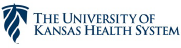 THE UNIVERSITY OF
KANSAS HEALTH SYSTEM